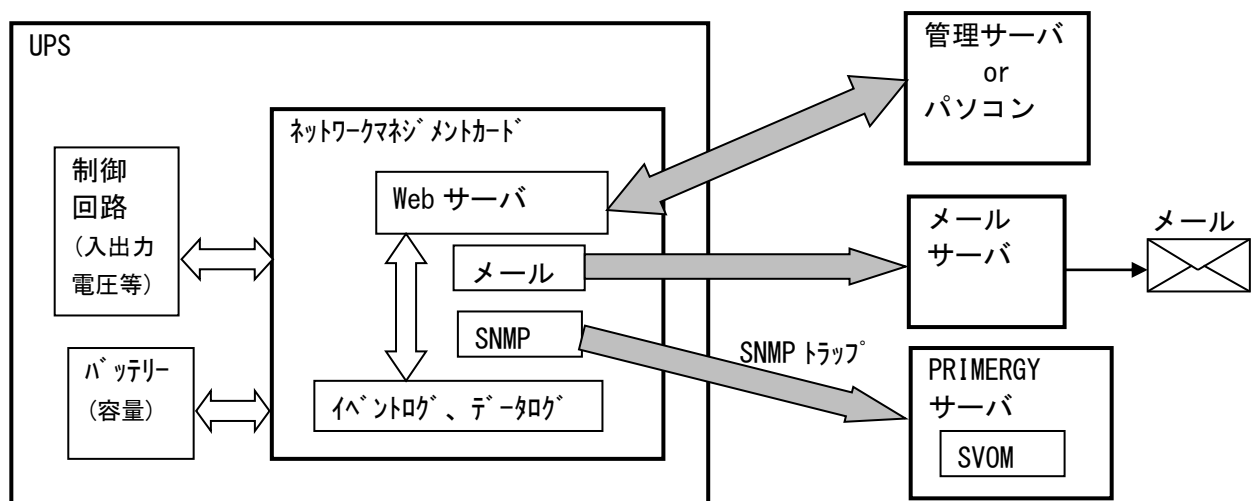 UPS
制御
回路
(入出力
電圧等)
バッテリー
(容量)
ネットワークマネジメントカード
Web サーバ
メール
SNMP
イベントログ、データログ
管理サーバ
or
パソコン
メール
サーバ
メール
SNMP トラップ
PRIMERGY
サーバ
SVOM